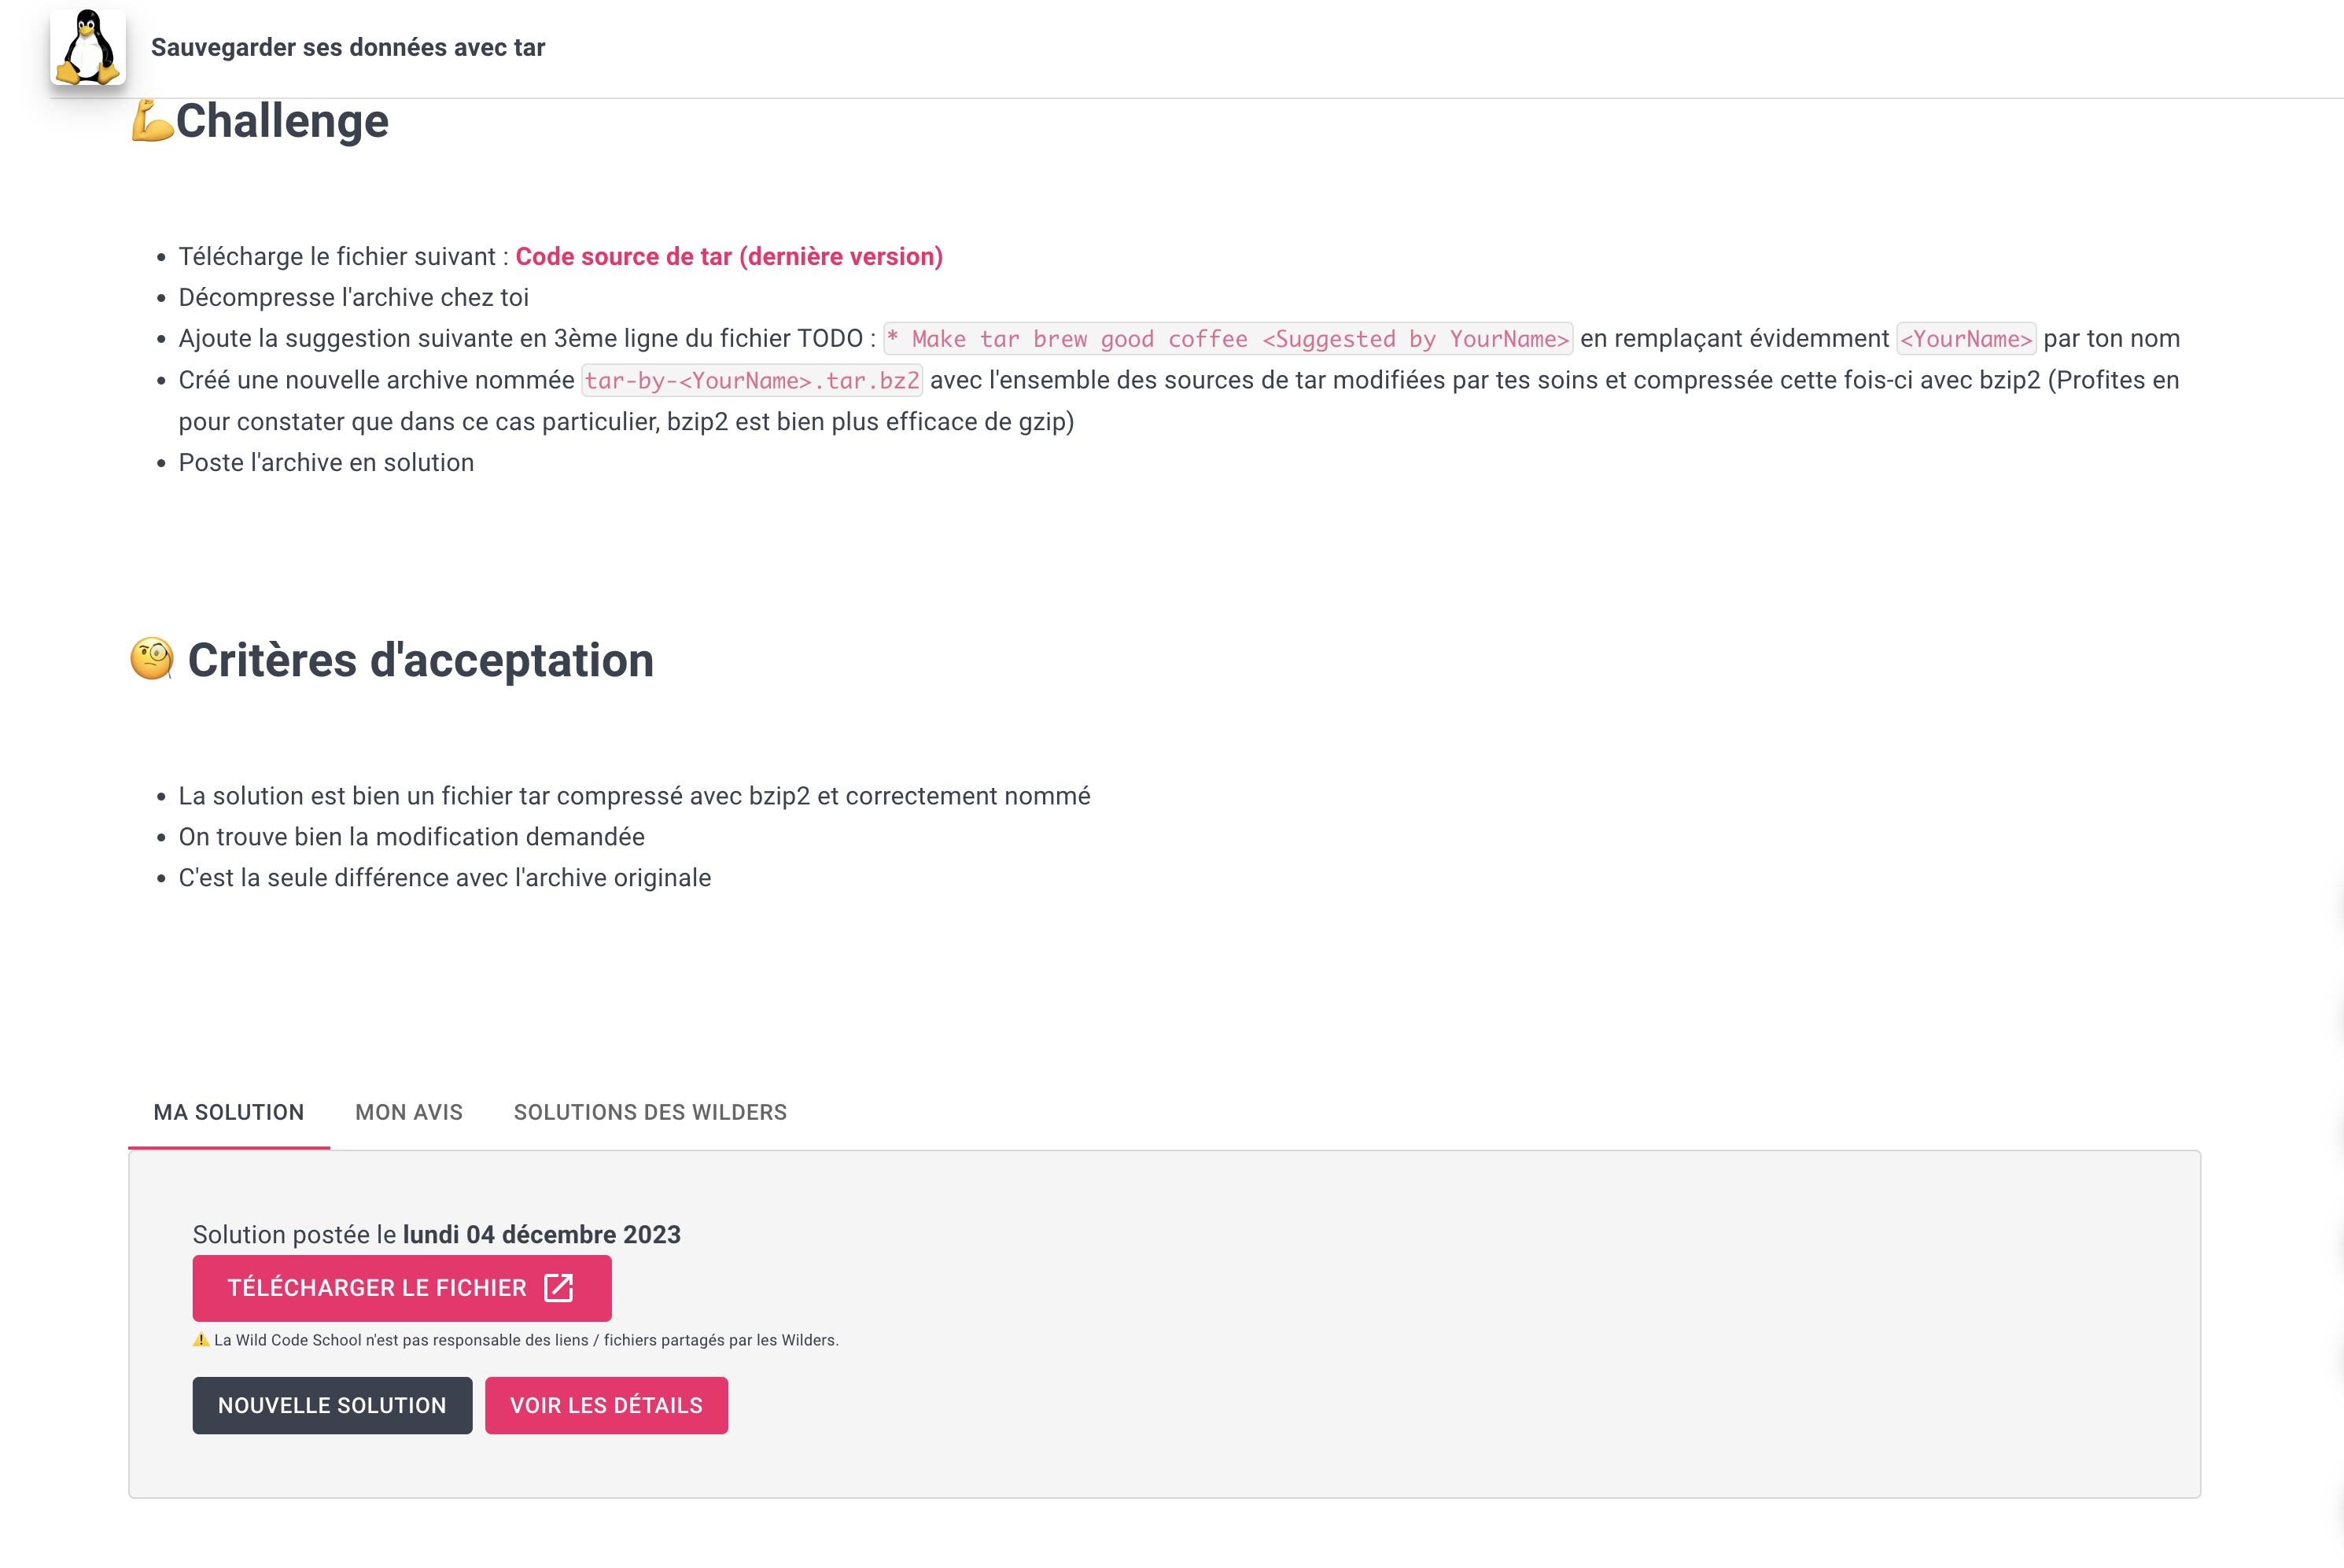 Sauvegarder ses données avec tar
💪Challenge
• Télécharge le fichier suivant : Code source de tar (dernière version)
• Décompresse l'archive chez toi
• Ajoute la suggestion suivante en 3ème ligne du fichier TODO : * Make tar brew good coffee <Suggested by YourName> en remplaçant évidemment <YourName> par ton nom
• Créé une nouvelle archive nommée tar-by-<YourName>.tar.bz2 avec l'ensemble des sources de tar modifiées par tes soins et compressée cette fois-ci avec bzip2 (Profites en
pour constater que dans ce cas particulier, bzip2 est bien plus efficace de gzip)
• Poste l'archive en solution
🧐 Critères d'acceptation
• La solution est bien un fichier tar compressé avec bzip2 et correctement nommé
• On trouve bien la modification demandée
• C'est la seule différence avec l'archive originale
MA SOLUTION MON AVIS SOLUTIONS DES WILDERS
Solution postée le lundi 04 décembre 2023
TÉLÉCHARGER LE FICHIER
⚠️ La Wild Code School n'est pas responsable des liens / fichiers partagés par les Wilders.
NOUVELLE SOLUTION VOIR LES DÉTAILS